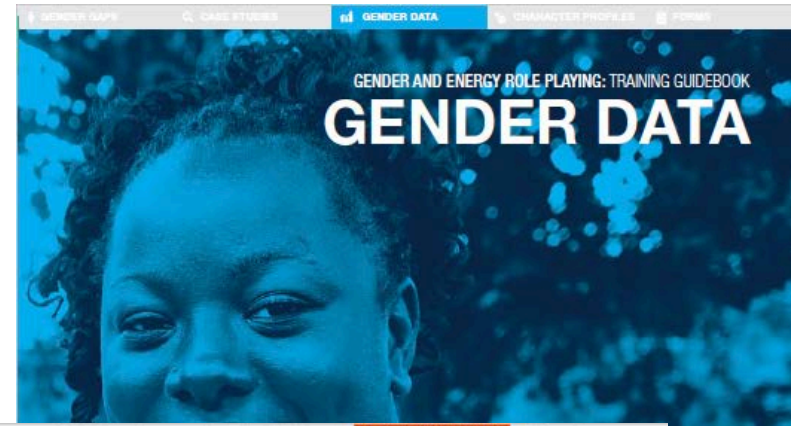 GENDER GAPS CASE STUDIES GENDER DATA CHARACTER PROFILES FORMS
GENDER AND ENERGY ROLE PLAYING: TRAINING GUIDEBOOK
GENDER DATA